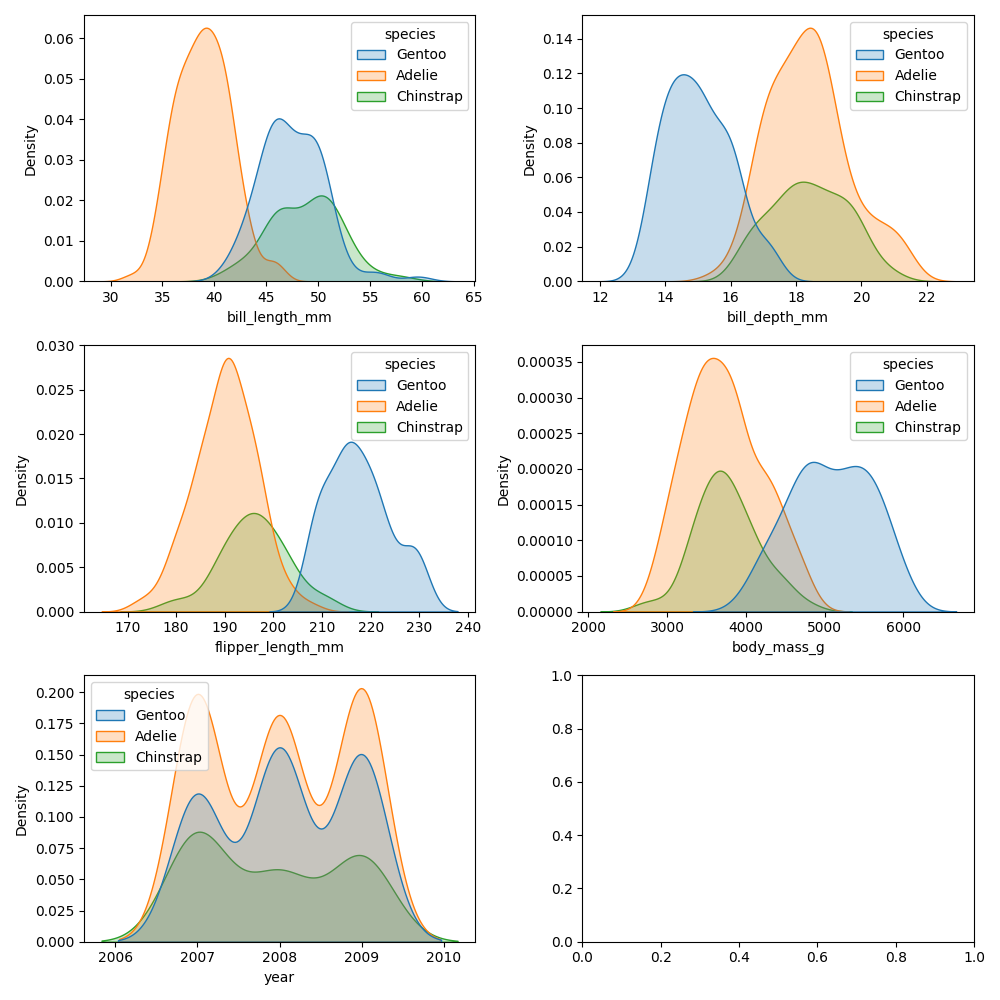 species
Gentoo
Adelie
Chinstrap
0.06
0.05
0.04
0.03
0.02
0.01
0.00
Density
30 35 40 45 50 55 60 65
bill_length_mm
species
Gentoo
Adelie
Chinstrap
0.14
0.12
0.10
0.08
0.06
0.04
0.02
0.00
Density
12 14 16 18 20 22
bill_depth_mm
species
Gentoo
Adelie
Chinstrap
0.030
0.025
0.020
0.015
0.010
0.005
0.000
Density
170 180 190 200 210 220 230 240
flipper_length_mm
species
Gentoo
Adelie
Chinstrap
0.00035
0.00030
0.00025
0.00020
0.00015
0.00010
0.00005
0.00000
Density
2000 3000 4000 5000 6000
body_mass_g
species
Gentoo
Adelie
Chinstrap
0.200
0.175
0.150
0.125
0.100
0.075
0.050
0.025
0.000
Density
2006 2007 2008 2009 2010
year
1.0
0.8
0.6
0.4
0.2
0.0
0.0 0.2 0.4 0.6 0.8 1.0